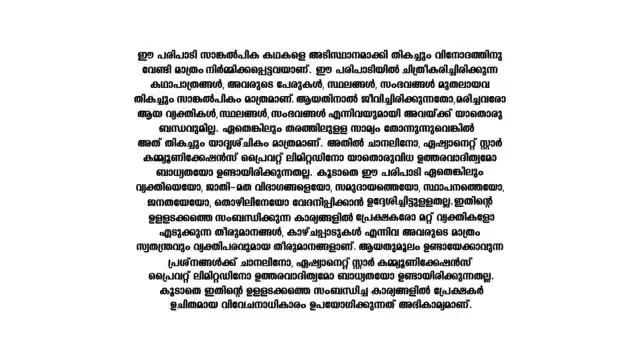 ഈ പരിപാടി സാങ്കൽപിക കഥകളെ അടിസ്ഥാനമാക്കി തികച്ചും വിനോദത്തിനു
വേണ്ടി മാത്രം നിർമ്മിക്കപ്പെട്ടവയാണ്. ഈ പരിപാടിയിൽ ചിത്രീകരിച്ചിരിക്കുന്ന
കഥാപാത്രങ്ങൾ, അവരുടെ പേരുകൾ, സ്ഥലങ്ങൾ, സംഭവങ്ങൾ മുതലായവ
തികച്ചും സാങ്കൽപികം മാത്രമാണ്. ആയതിനാൽ ജീവിച്ചിരിക്കുന്നതോ,മരിച്ചവരോ
ആയ വ്യക്തികൾ,സ്ഥലങ്ങൾ,സംഭവങ്ങൾ എന്നിവയുമായി അവയ്ക്ക് യാതൊരു
ബന്ധവുമില്ല. ഏതെങ്കിലും തരത്തിലുളള സാമ്യം തോന്നുന്നുവെങ്കിൽ
അത് തികച്ചും യാദൃശ്ചികം മാത്രമാണ്. അതിൽ ചാനലിനോ, ഏഷ്യാനെറ്റ് സ്റ്റാർ
കമ്മ്യൂണിക്കേഷൻസ് പ്രൈവറ്റ് ലിമിറ്റഡിനോ യാതൊരുവിധ ഉത്തരവാദിത്വമോ
ബാധ്യതയോ ഉണ്ടായിരിക്കുന്നതല്ല. കൂടാതെ ഈ പരിപാടി ഏതെങ്കിലും
വ്യക്തിയെയോ, ജാതി-മത വിഭാഗങ്ങളെയോ, സമുദായത്തെയോ, സ്ഥാപനത്തെയോ,
ജനതയേയോ, തൊഴിലിനേയോ വേദനിപ്പിക്കാൻ ഉദ്ദേശിച്ചിട്ടുളളതല്ല.ഇതിന്റെ
ഉളളടക്കത്തെ സംബന്ധിക്കുന്ന കാര്യങ്ങളിൽ പ്രേക്ഷകരോ മറ്റ് വ്യക്തികളോ
എടുക്കുന്ന തീരുമാനങ്ങൾ, കാഴ്ചപ്പാടുകൾ എന്നിവ അവരുടെ മാത്രം
സ്വതന്ത്രവും വ്യക്തിപരവുമായ തീരുമാനങ്ങളാണ്. ആയതുമൂലം ഉണ്ടായേക്കാവുന്ന
പ്രശ്നങ്ങൾക്ക് ചാനലിനോ, ഏഷ്യാനെറ്റ് സ്റ്റാർ കമ്മ്യൂണിക്കേഷൻസ്
പ്രൈവറ്റ് ലിമിറ്റഡിനോ ഉത്തരവാദിത്വമോ ബാധ്യതയോ ഉണ്ടായിരിക്കുന്നതല്ല.
കൂടാതെ ഇതിന്റെ ഉളളടക്കത്തെ സംബന്ധിച്ച കാര്യങ്ങളിൽ പ്രേക്ഷകർ
ഉചിതമായ വിവേചനാധികാരം ഉപയോഗിക്കുന്നത് അഭികാമ്യമാണ്.